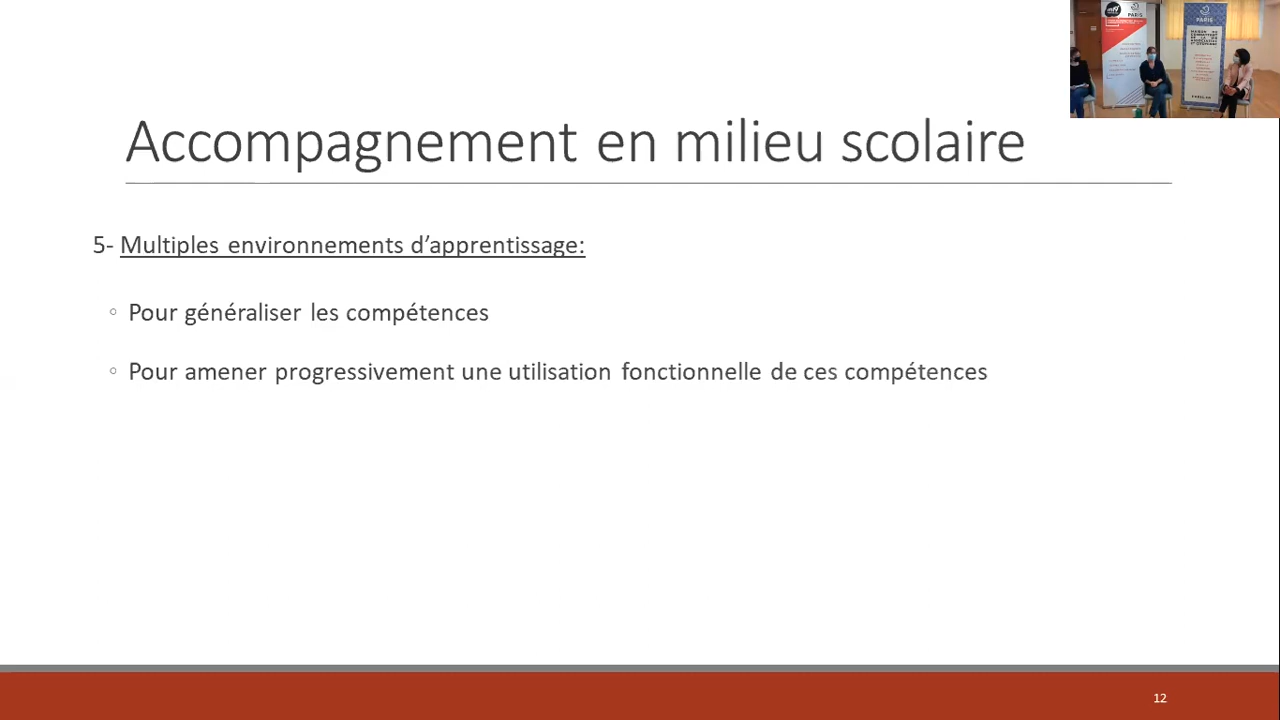 PARIS
PARIS
Accompagnement en milieu scolaire
5- Multiples environnements d’apprentissage:
◦ Pour généraliser les compétences
◦ Pour amener progressivement une utilisation fonctionnelle de ces compétences
12